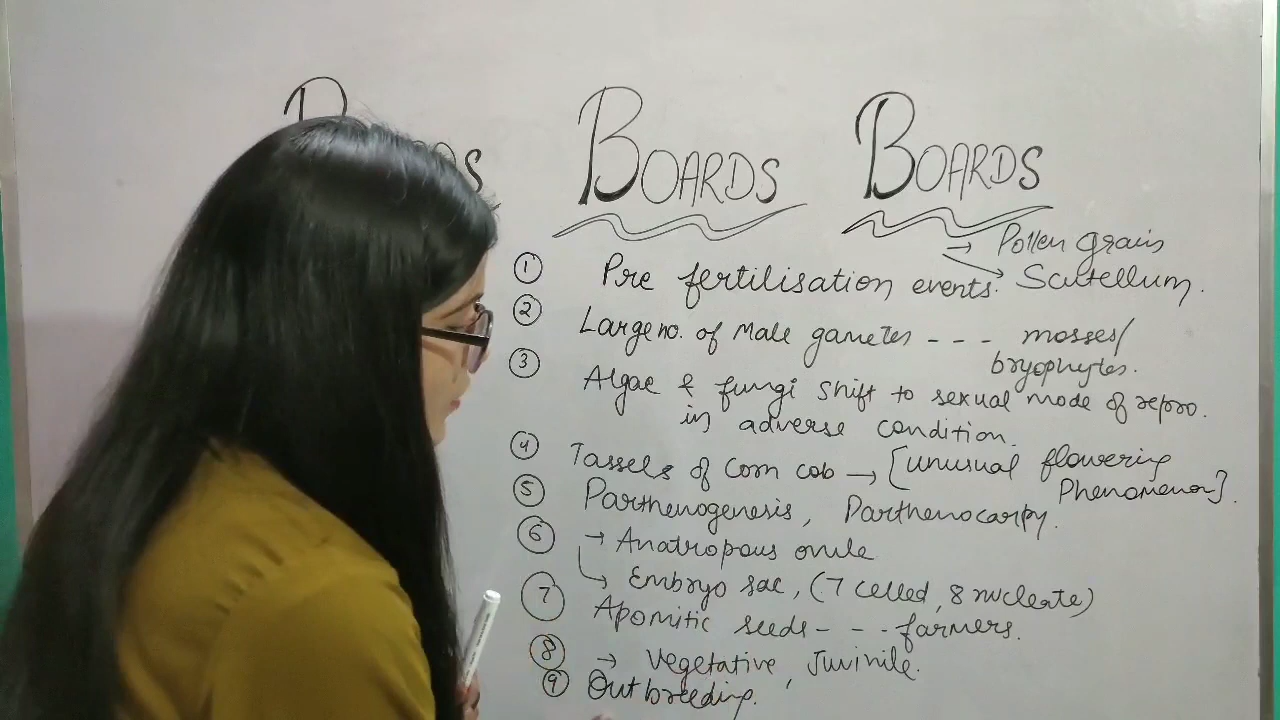 BOARDS BOARDS
→ Pollen grain
① Pre fertilisation events. → Scutellum.
② Large no. of Male gametes - - - mosses/
bryophytes.
③ Algae & fungi shift to sexual mode of repro.
in adverse condition.
④ Tassels of Corn cob → [unusual flowering
Phenomenon].
⑤ Parthenogenesis, Parthenocarpy.
⑥ → Anatropous ovule
→ Embryo sac, (7 celled, 8 nucleate)
⑦ Apomitic seeds - - - farmers.
⑧ → Vegetative, Juvinile.
⑨ Outbreeding.